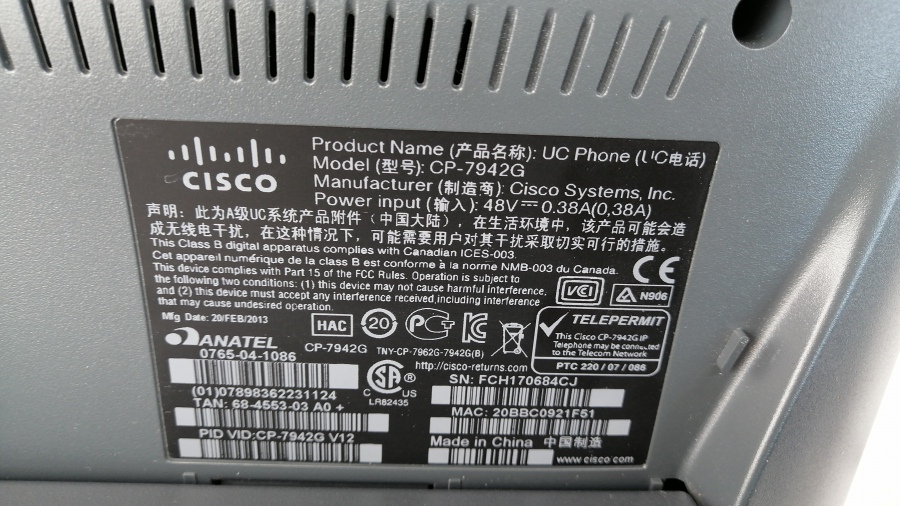 CISCO
Product Name (产品名称): UC Phone (UC电话)
Model (型号): CP-7942G
Manufacturer (制造商): Cisco Systems, Inc.
Power input (输入): 48V⎓ 0.38A(0,38A)
声明：此为A级UC系统产品附件（中国大陆），在生活环境中，该产品可能会造
成无线电干扰，在这种情况下，可能需要用户对其干扰采取切实可行的措施。
This Class B digital apparatus complies with Canadian ICES-003.
Cet appareil numérique de la class B est conforme à la norme NMB-003 du Canada.
This device complies with Part 15 of the FCC Rules. Operation is subject to
the following two conditions: (1) this device may not cause harmful interference,
and (2) this device must accept any interference received,including interference
that may cause undesired operation.
CE
VCI
N906
Mfg Date: 20/FEB/2013
HAC
20
CP-7942G
TNY-CP-7962G-7942G(B)
http://cisco-returns.com
TELEPERMIT
This Cisco CP-7942G IP
Telephone may be connected
to the Telecom Network
PTC 220 / 07 / 086
ANATEL
0765-04-1086
(01)07898362231124
TAN: 68-4553-03 A0 +
PID VID:CP-7942G V12
SA ®
C US
LR82435
SN: FCH170684CJ
MAC: 20BBC0921F51
Made in China 中国制造
www.cisco.com